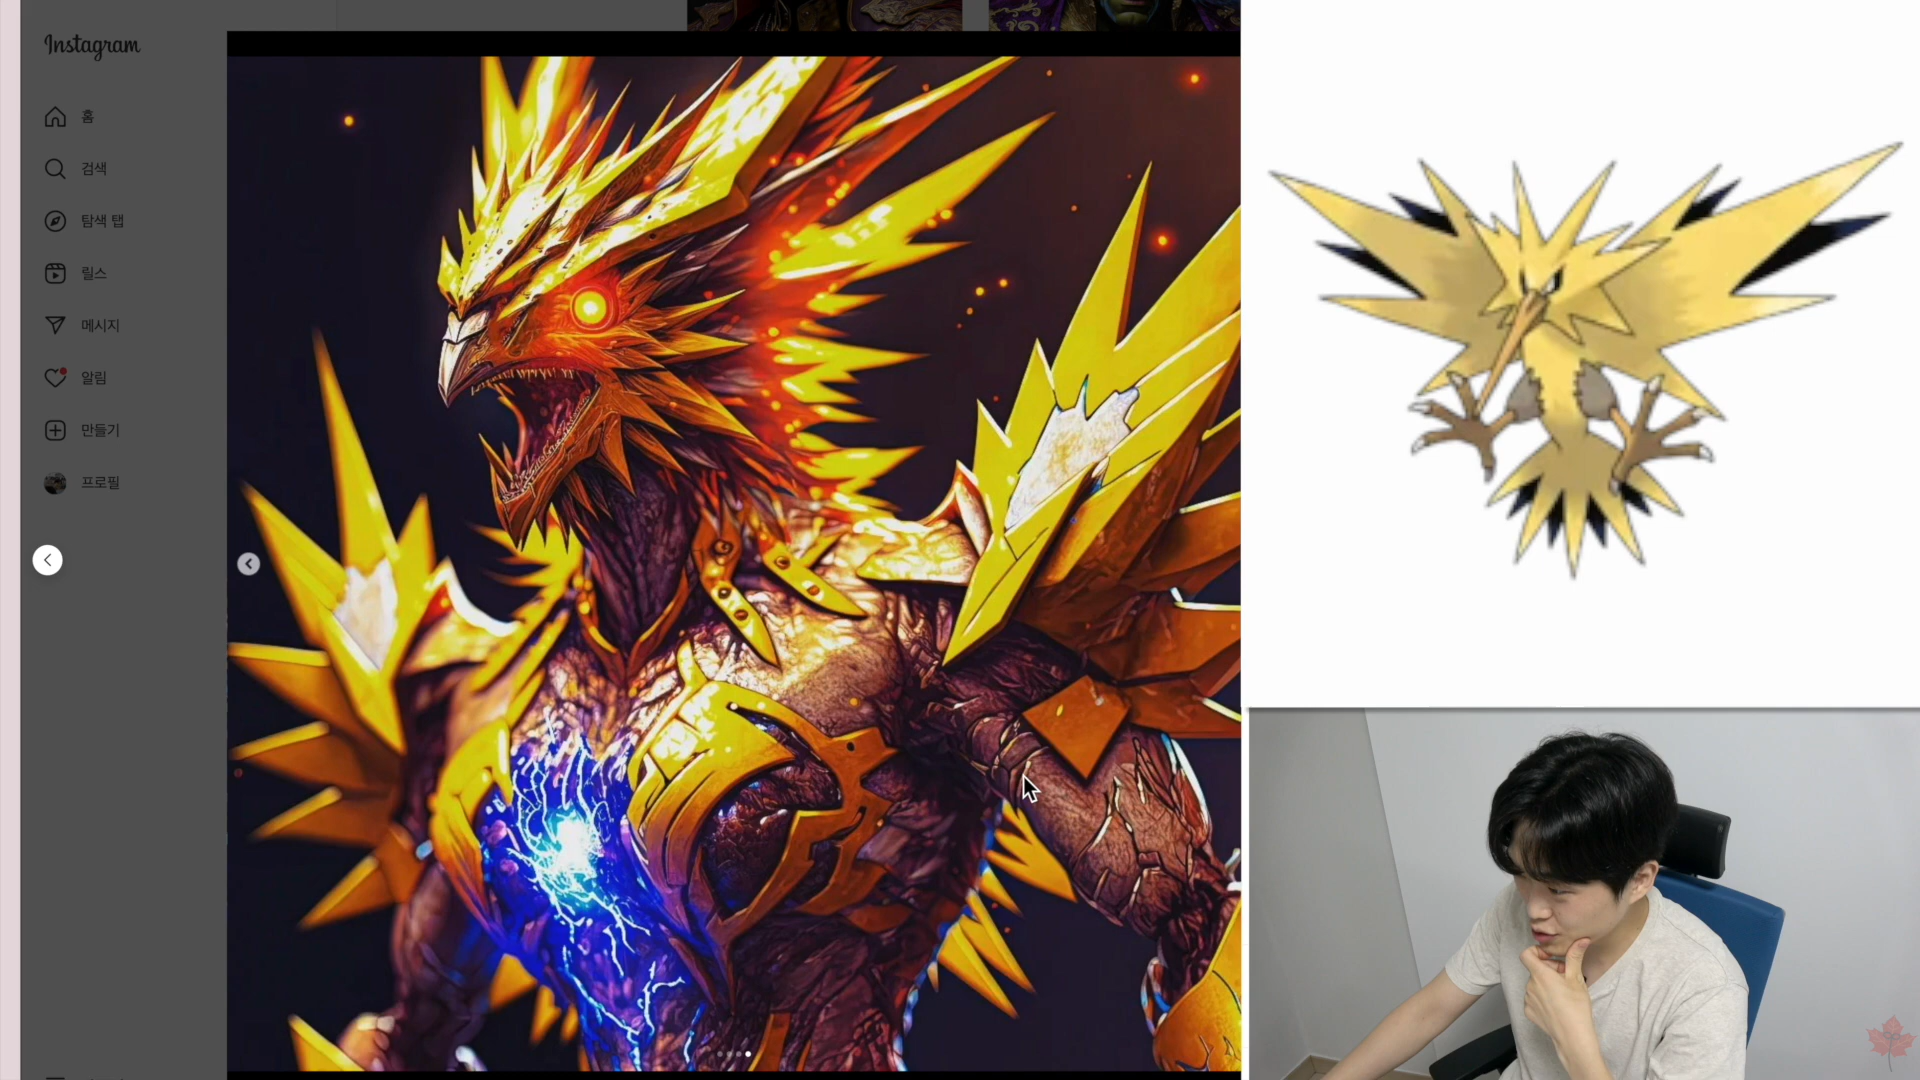 Instagram
홈
검색
탐색 탭
릴스
메시지
알림
만들기
프로필